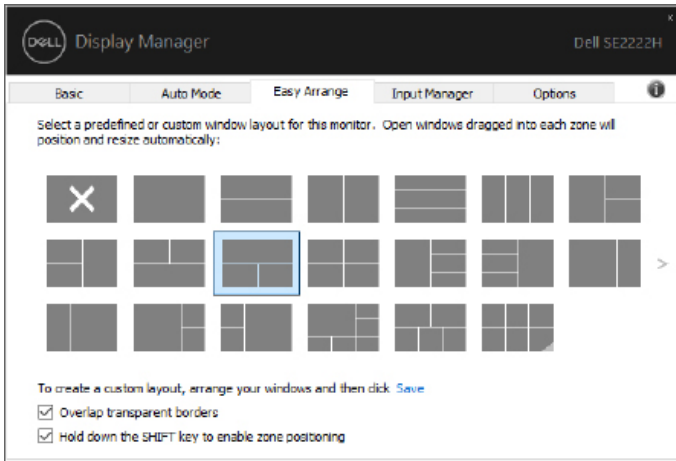 x
DELL Display Manager Dell SE2222H
Basic Auto Mode Easy Arrange Input Manager Options i
Select a predefined or custom window layout for this monitor. Open windows dragged into each zone will
position and resize automatically:
>
To create a custom layout, arrange your windows and then click Save
Overlap transparent borders
Hold down the SHIFT key to enable zone positioning